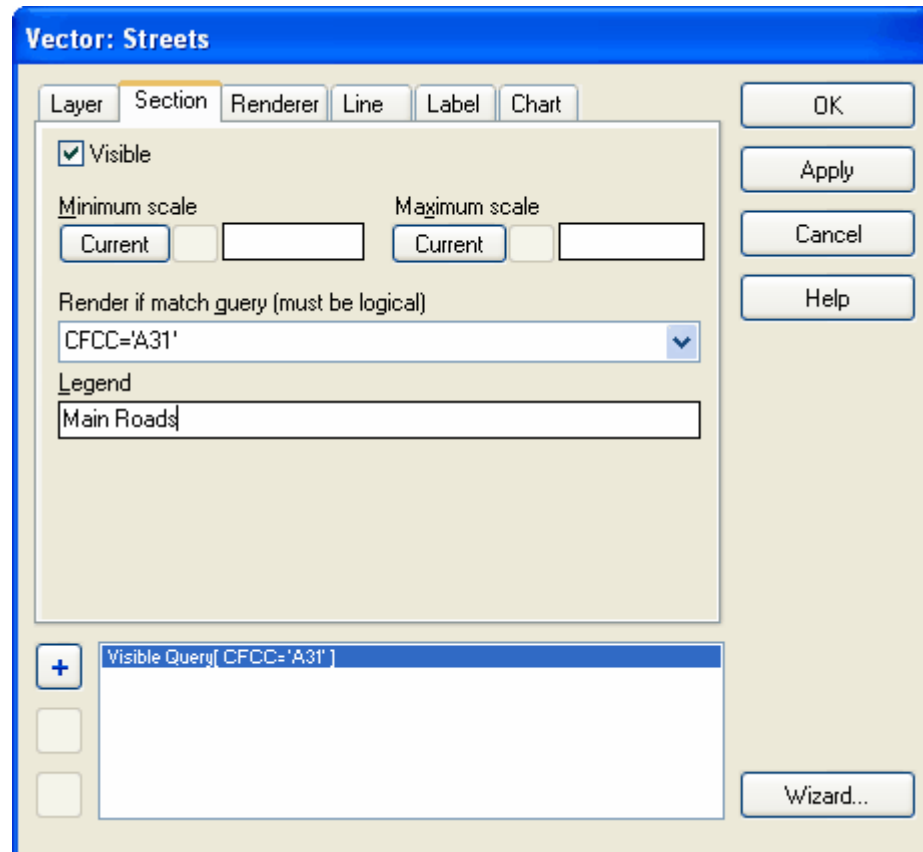 Vector: Streets
Layer Section Renderer Line Label Chart
OK
Visible
Apply
Minimum scale Maximum scale
Current Current
Cancel
Help
Render if match query (must be logical)
CFCC='A31'
Legend
Main Roads
+
Visible Query[ CFCC='A31' ]
Wizard...